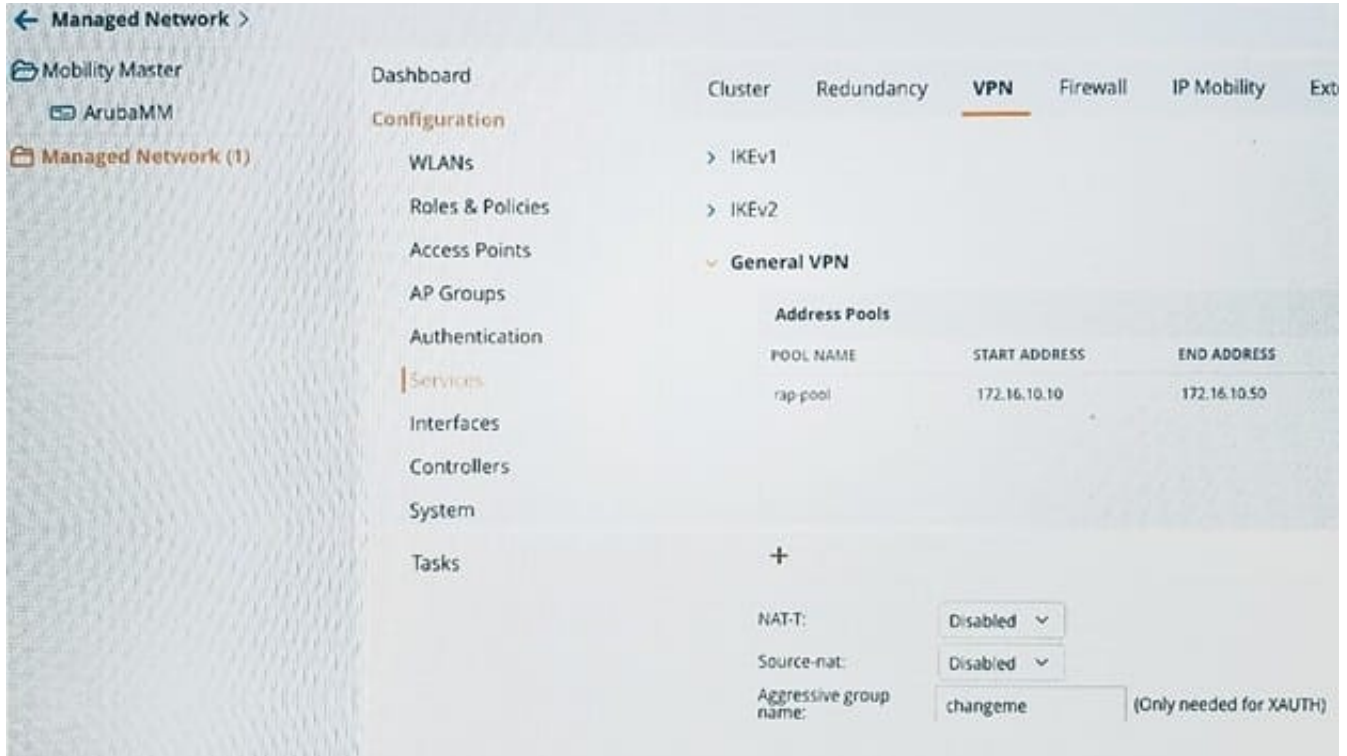 Managed Network >
Mobility Master
ArubaMM
Managed Network (1)
Dashboard
Configuration
WLANs
Roles & Policies
Access Points
AP Groups
Authentication
Services
Interfaces
Controllers
System
Tasks
Cluster Redundancy VPN Firewall IP Mobility
> IKEv1
> IKEv2
General VPN
Address Pools
POOL NAME START ADDRESS END ADDRESS
rap-pool 172.16.10.10 172.16.10.50
+
NAT-T: Disabled
Source-nat: Disabled
Aggressive group
name: changeme (Only needed for XAUTH)